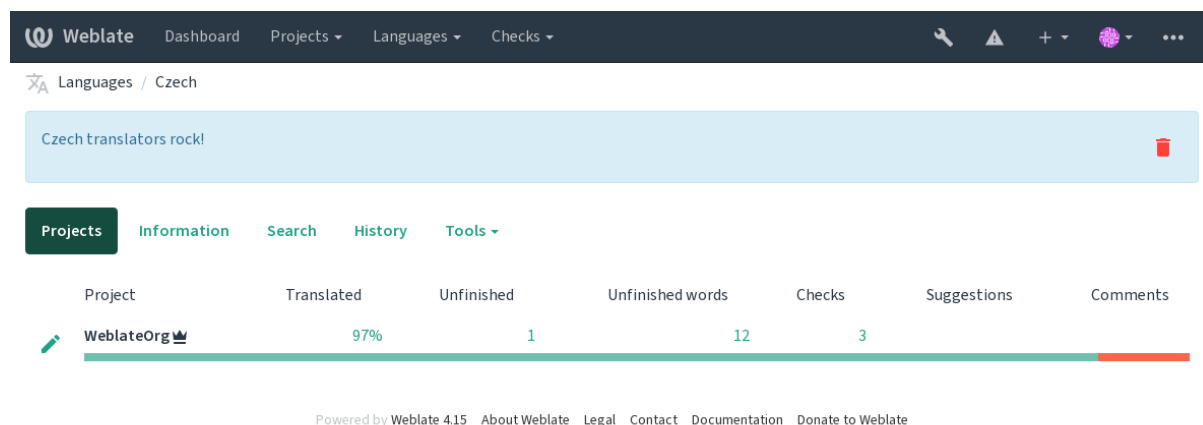 Weblate Dashboard Projects Languages Checks
Languages / Czech
Czech translators rock!
Projects Information Search History Tools
Project Translated Unfinished Unfinished words Checks Suggestions Comments
WeblateOrg 97% 1 12 3
Powered by Weblate 4.15 About Weblate Legal Contact Documentation Donate to Weblate